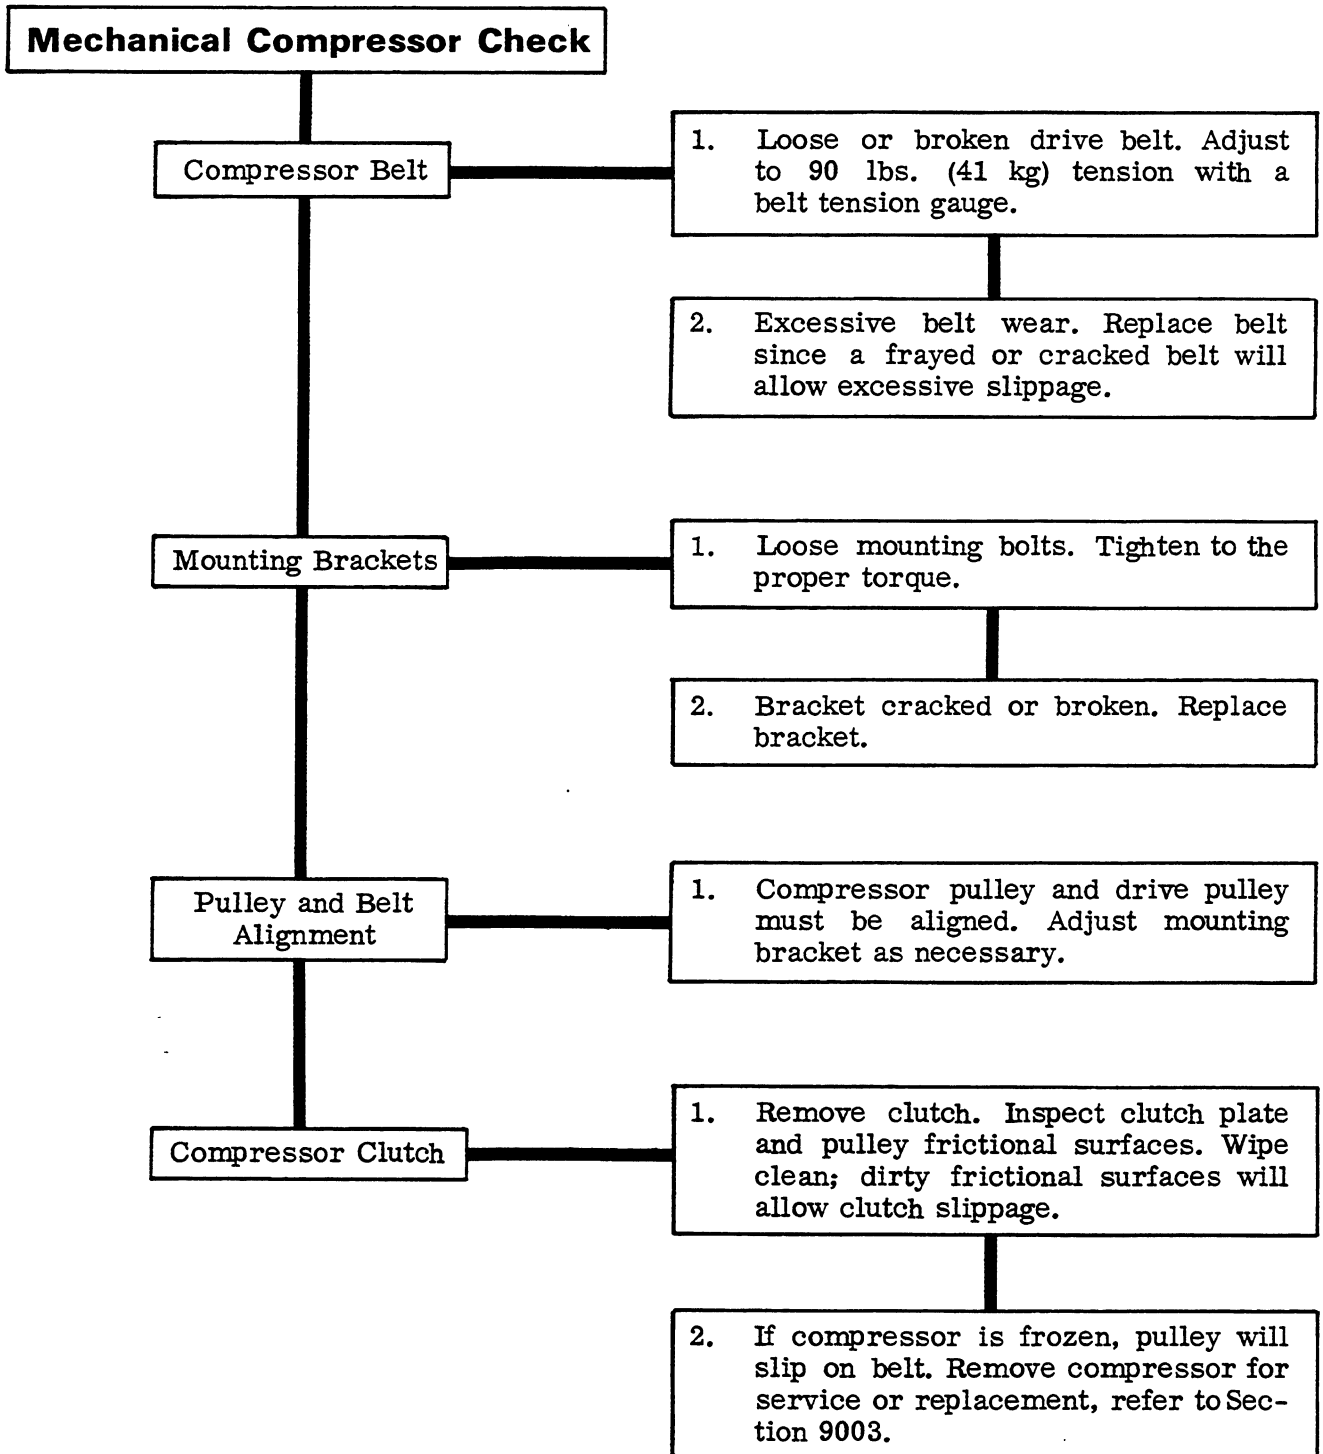 Mechanical Compressor Check
Compressor Belt
1. Loose or broken drive belt. Adjust
to 90 lbs. (41 kg) tension with a
belt tension gauge.
2. Excessive belt wear. Replace belt
since a frayed or cracked belt will
allow excessive slippage.
Mounting Brackets
1. Loose mounting bolts. Tighten to the
proper torque.
2. Bracket cracked or broken. Replace
bracket.
Pulley and Belt
Alignment
1. Compressor pulley and drive pulley
must be aligned. Adjust mounting
bracket as necessary.
Compressor Clutch
1. Remove clutch. Inspect clutch plate
and pulley frictional surfaces. Wipe
clean; dirty frictional surfaces will
allow clutch slippage.
2. If compressor is frozen, pulley will
slip on belt. Remove compressor for
service or replacement, refer to Sec-
tion 9003.